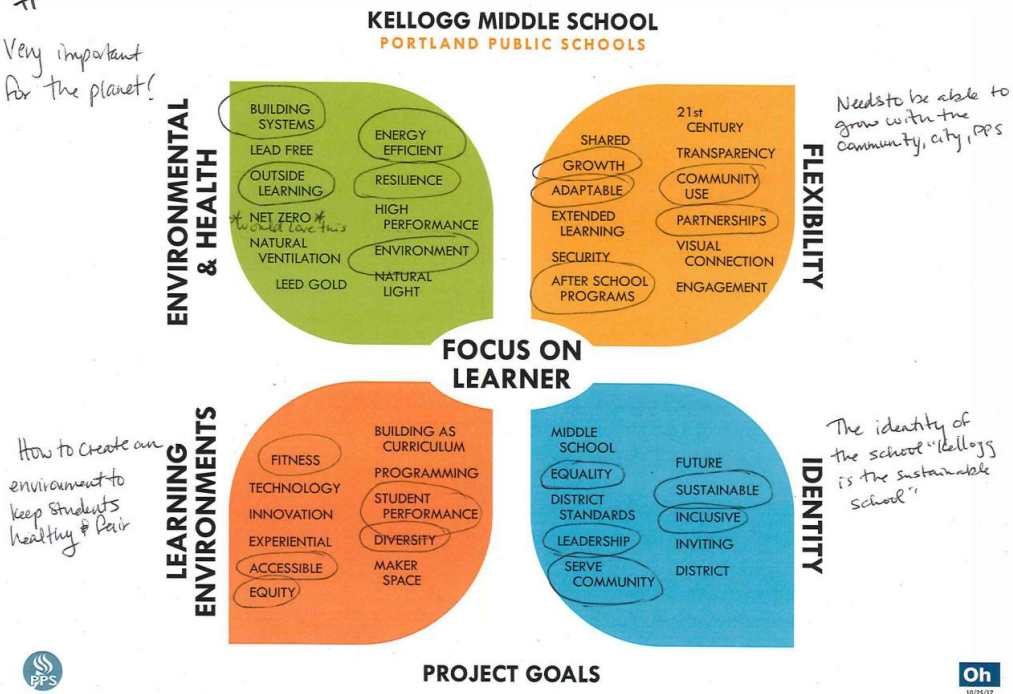 KELLOGG MIDDLE SCHOOL
PORTLAND PUBLIC SCHOOLS
Very important
for the planet!
ENVIRONMENTAL
& HEALTH
BUILDING
SYSTEMS
LEAD FREE
OUTSIDE
LEARNING
NET ZERO
*would love this*
NATURAL
VENTILATION
LEED GOLD
ENERGY
EFFICIENT
RESILIENCE
HIGH
PERFORMANCE
ENVIRONMENT
NATURAL
LIGHT
SHARED
GROWTH
ADAPTABLE
EXTENDED
LEARNING
SECURITY
AFTER SCHOOL
PROGRAMS
21st
CENTURY
TRANSPARENCY
COMMUNITY
USE
PARTNERSHIPS
VISUAL
CONNECTION
ENGAGEMENT
FLEXIBILITY
Needs to be able to
grow with the
community, city, PPS
FOCUS ON
LEARNER
How to create an
environment to
keep students
healthy & fair
LEARNING
ENVIRONMENTS
FITNESS
TECHNOLOGY
INNOVATION
EXPERIENTIAL
ACCESSIBLE
EQUITY
BUILDING AS
CURRICULUM
PROGRAMMING
STUDENT
PERFORMANCE
DIVERSITY
MAKER
SPACE
MIDDLE
SCHOOL
EQUALITY
DISTRICT
STANDARDS
LEADERSHIP
SERVE
COMMUNITY
FUTURE
SUSTAINABLE
INCLUSIVE
INVITING
DISTRICT
IDENTITY
The identity of
the school "Kellogg
is the sustainable
school"
PPS
PROJECT GOALS
Oh
10/25/17